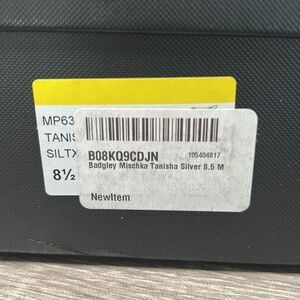 MP63
TANIS
SILTX
8½
B08KQ9CDJN
105404817
Badgley Mischka Tanisha Silver 8.5 M
NewItem